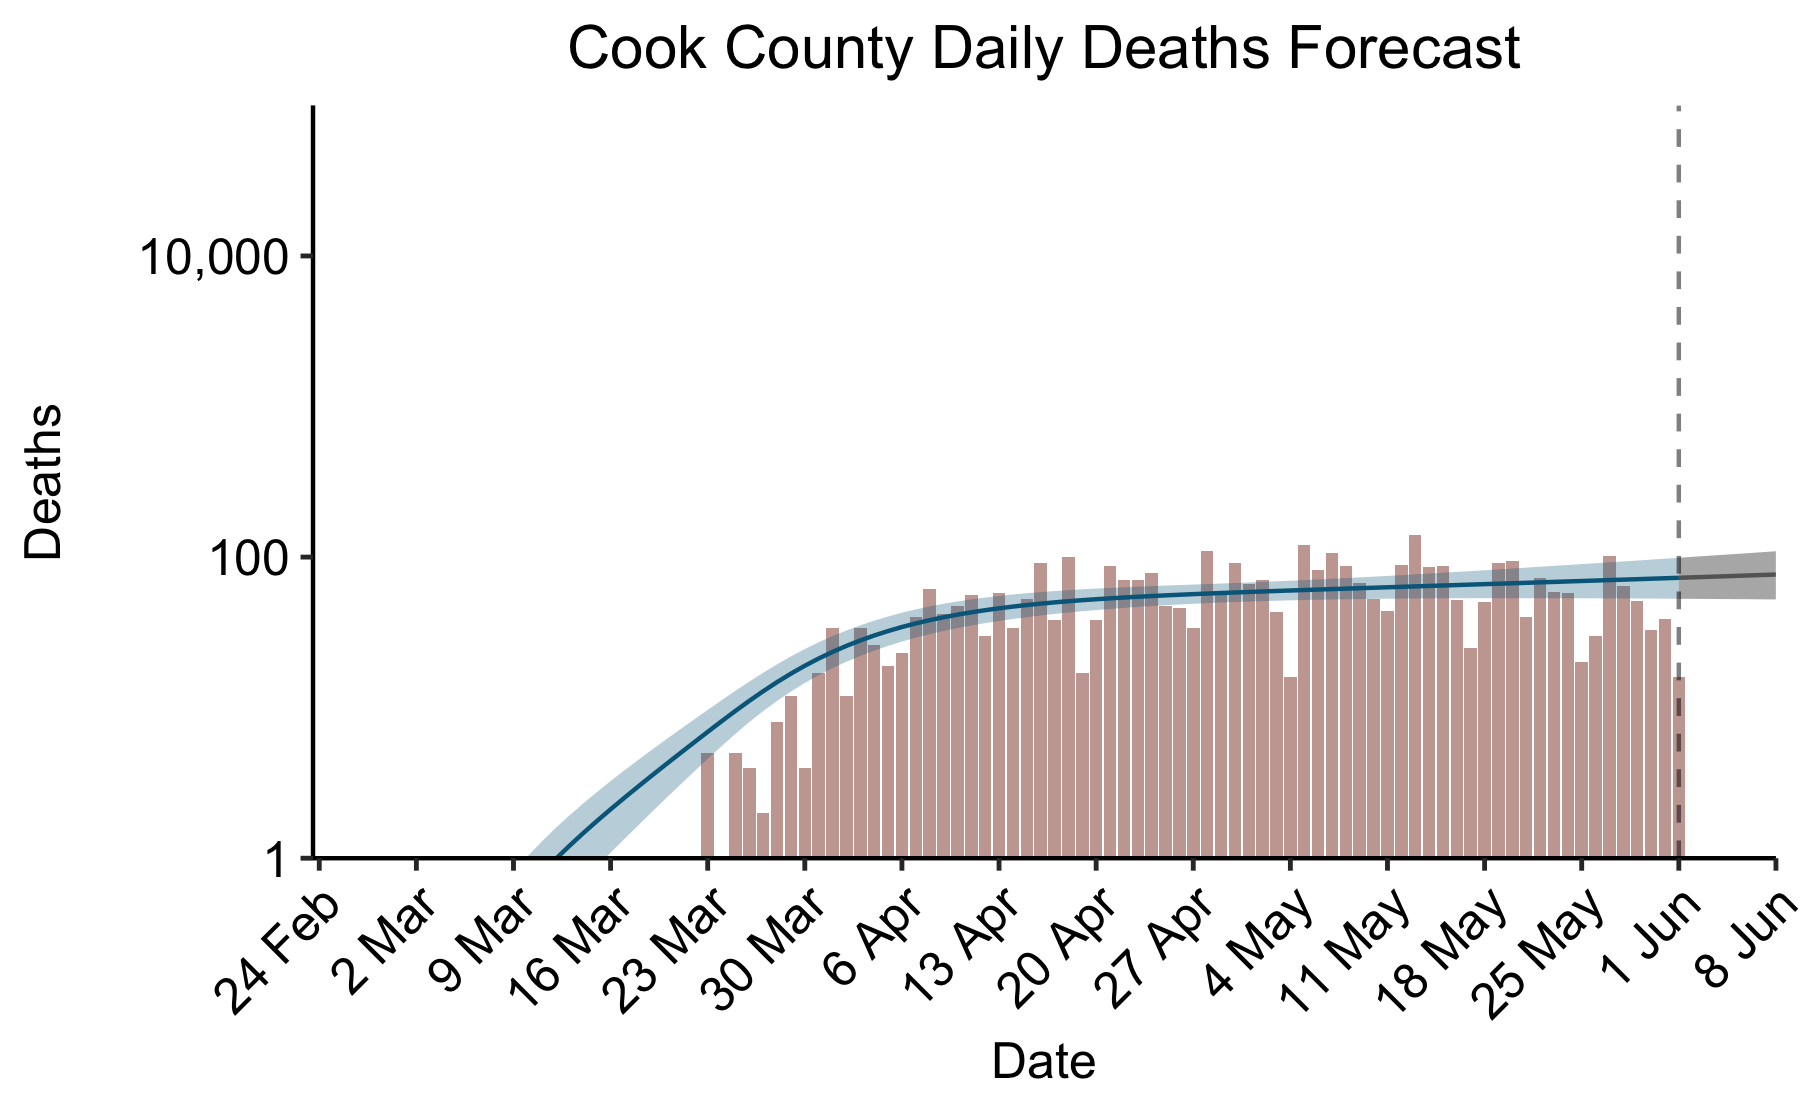 Cook County Daily Deaths Forecast
10,000
100
1
Deaths
24 Feb
2 Mar
9 Mar
16 Mar
23 Mar
30 Mar
6 Apr
13 Apr
20 Apr
27 Apr
4 May
11 May
18 May
25 May
1 Jun
8 Jun
Date